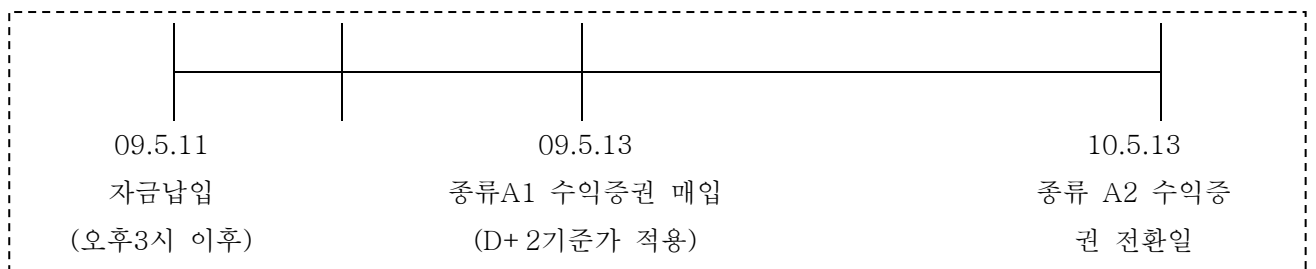 09.5.11 09.5.13 10.5.13
자금납입 종류A1 수익증권 매입 종류 A2 수익증
(오후3시 이후) (D+2기준가 적용) 권 전환일